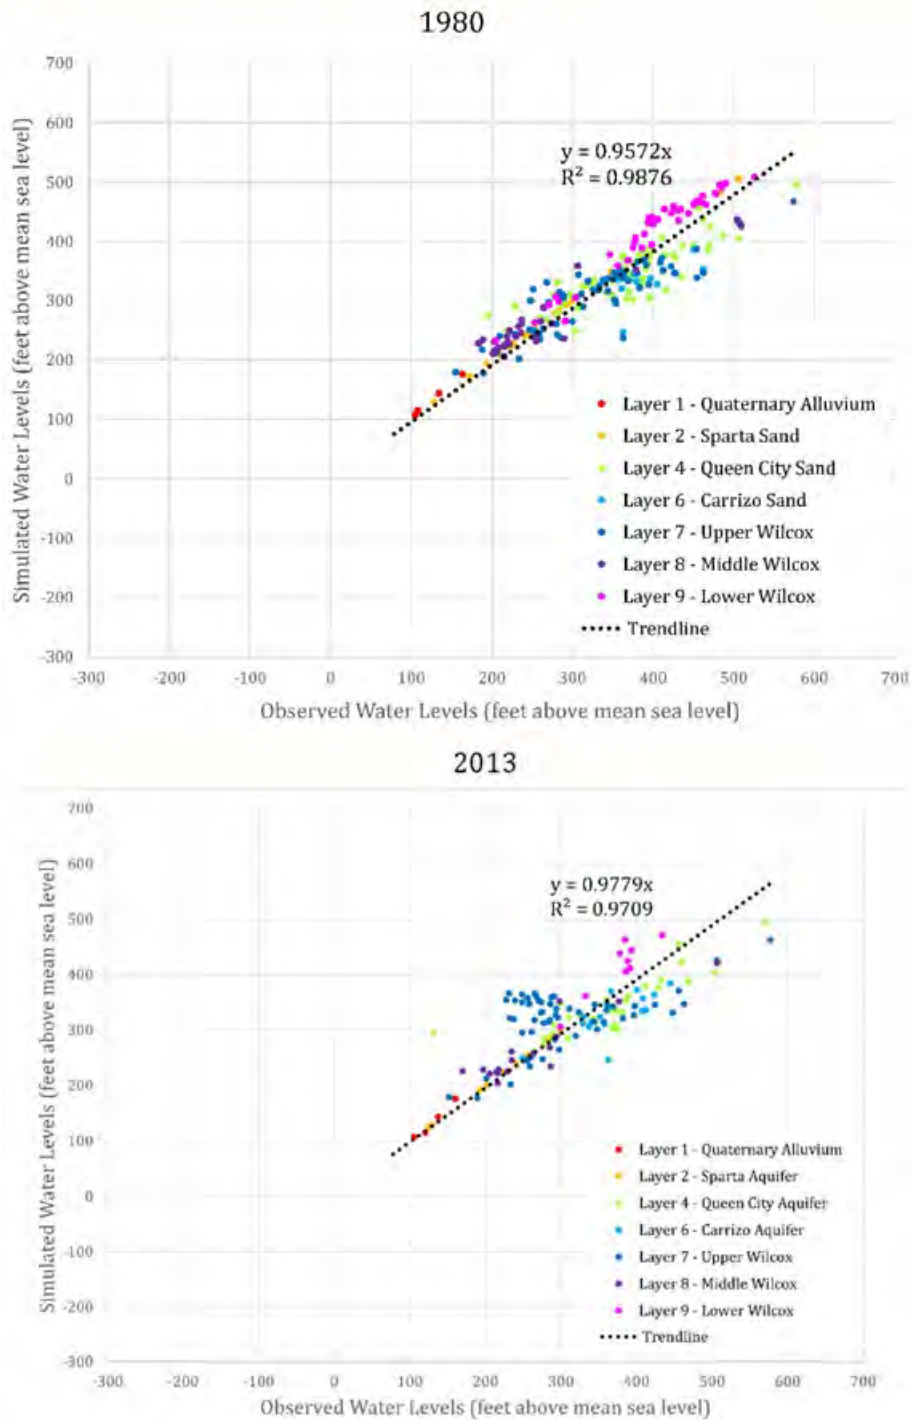 1980
700
600
500
400
300
200
100
0
-100
-200
-300
Simulated Water Levels (feet above mean sea level)
y = 0.9572x
R² = 0.9876
Layer 1 - Quaternary Alluvium
Layer 2 - Sparta Sand
Layer 4 - Queen City Sand
Layer 6 - Carrizo Sand
Layer 7 - Upper Wilcox
Layer 8 - Middle Wilcox
Layer 9 - Lower Wilcox
Trendline
-300 -200 -100 0 100 200 300 400 500 600 700
Observed Water Levels (feet above mean sea level)
2013
700
600
500
400
300
200
100
0
-100
-200
-300
Simulated Water Levels (feet above mean sea level)
y = 0.9779x
R² = 0.9709
Layer 1 - Quaternary Alluvium
Layer 2 - Sparta Aquifer
Layer 4 - Queen City Aquifer
Layer 6 - Carrizo Aquifer
Layer 7 - Upper Wilcox
Layer 8 - Middle Wilcox
Layer 9 - Lower Wilcox
Trendline
-300 -200 -100 0 100 200 300 400 500 600 700
Observed Water Levels (feet above mean sea level)